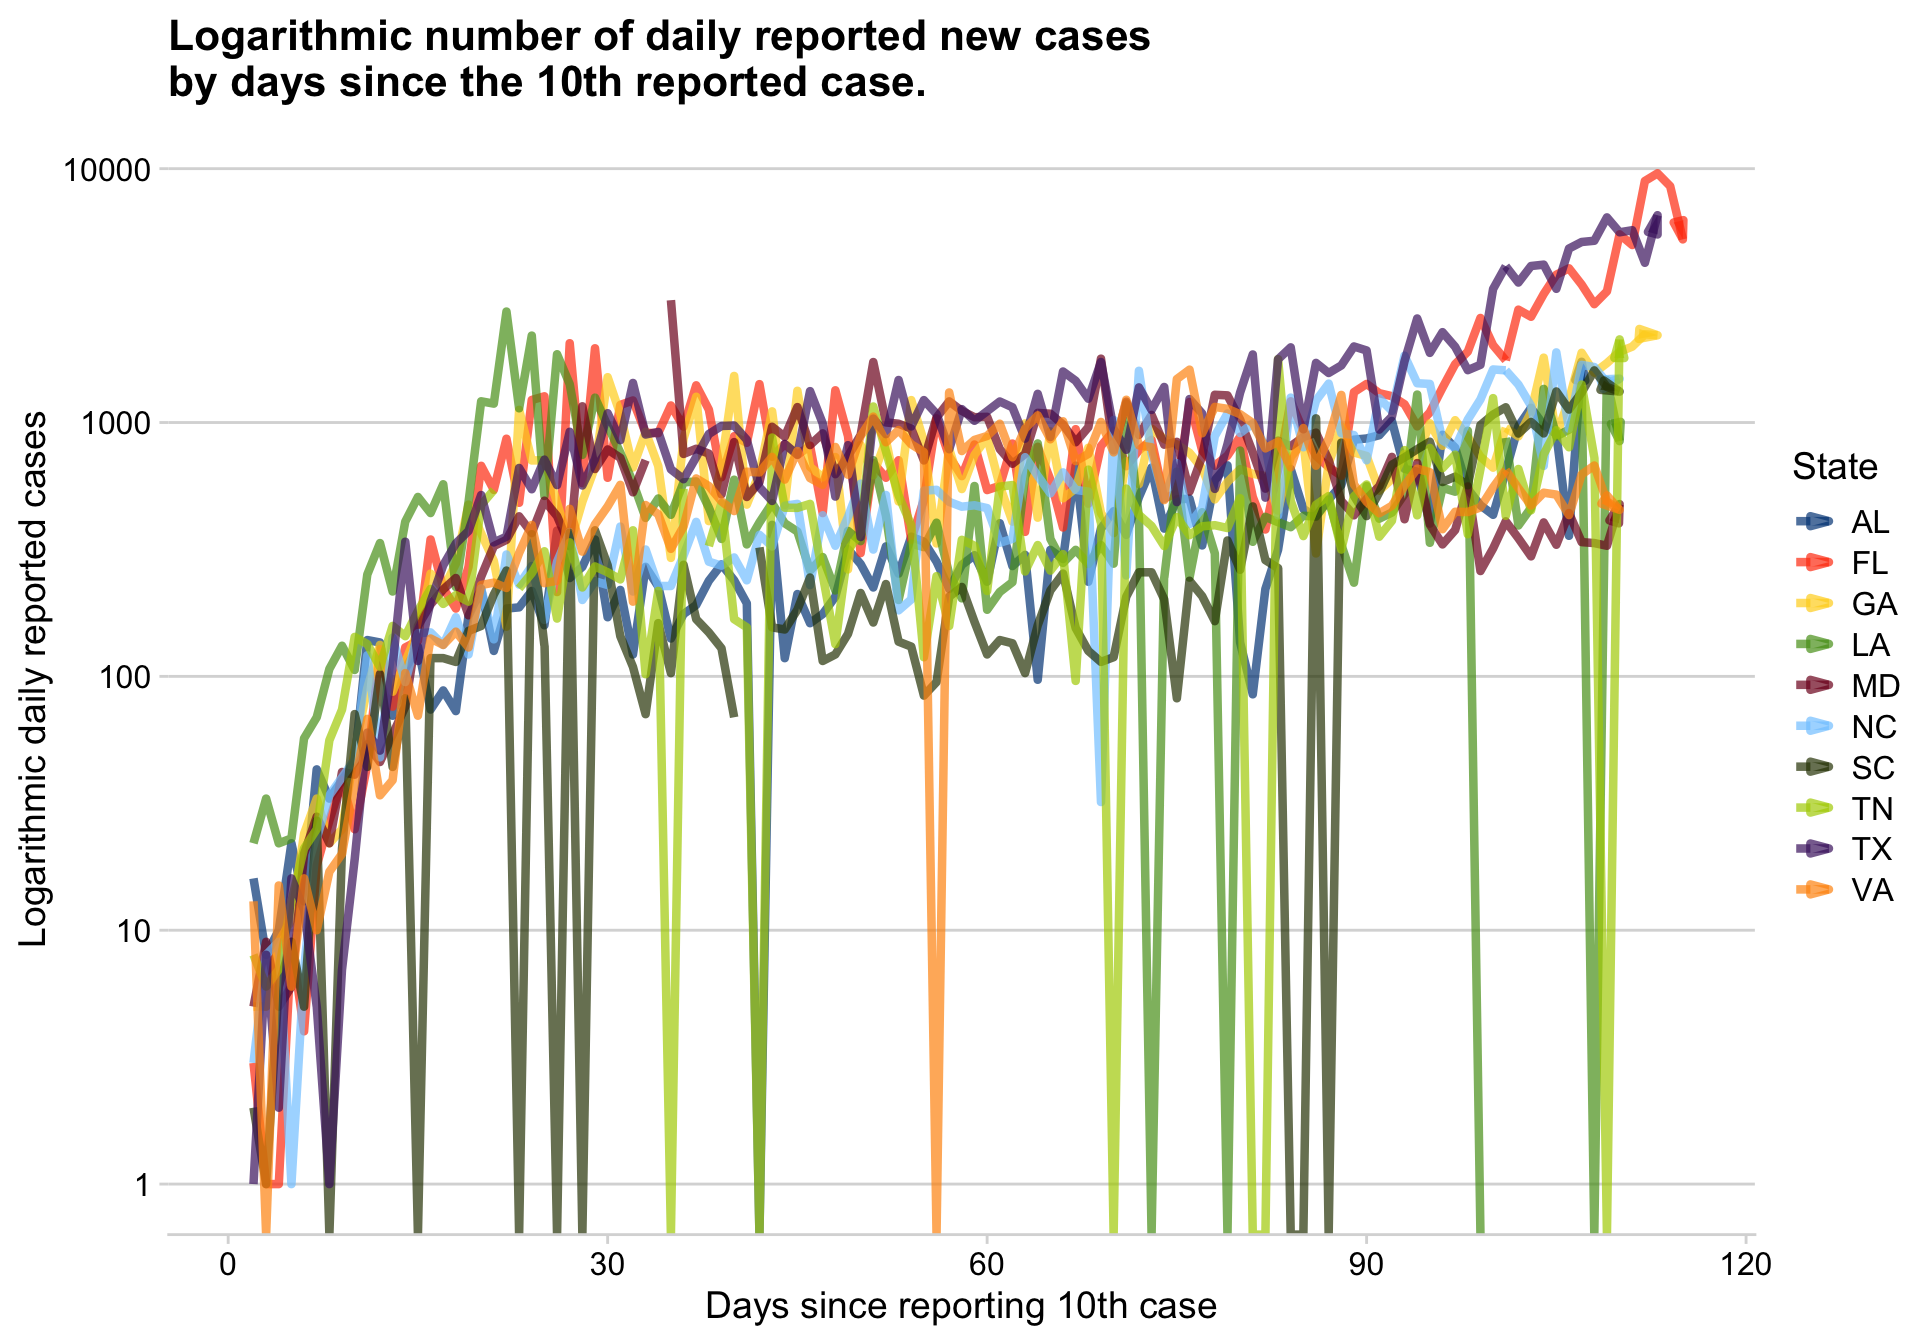 Logarithmic number of daily reported new cases
by days since the 10th reported case.
10000
1000
100
10
1
Logarithmic daily reported cases
0
30
60
90
120
Days since reporting 10th case
State
AL
FL
GA
LA
MD
NC
SC
TN
TX
VA